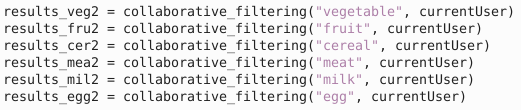 results_veg2 = collaborative_filtering("vegetable", currentUser)
results_fru2 = collaborative_filtering("fruit", currentUser)
results_cer2 = collaborative_filtering("cereal", currentUser)
results_mea2 = collaborative_filtering("meat", currentUser)
results_mil2 = collaborative_filtering("milk", currentUser)
results_egg2 = collaborative_filtering("egg", currentUser)